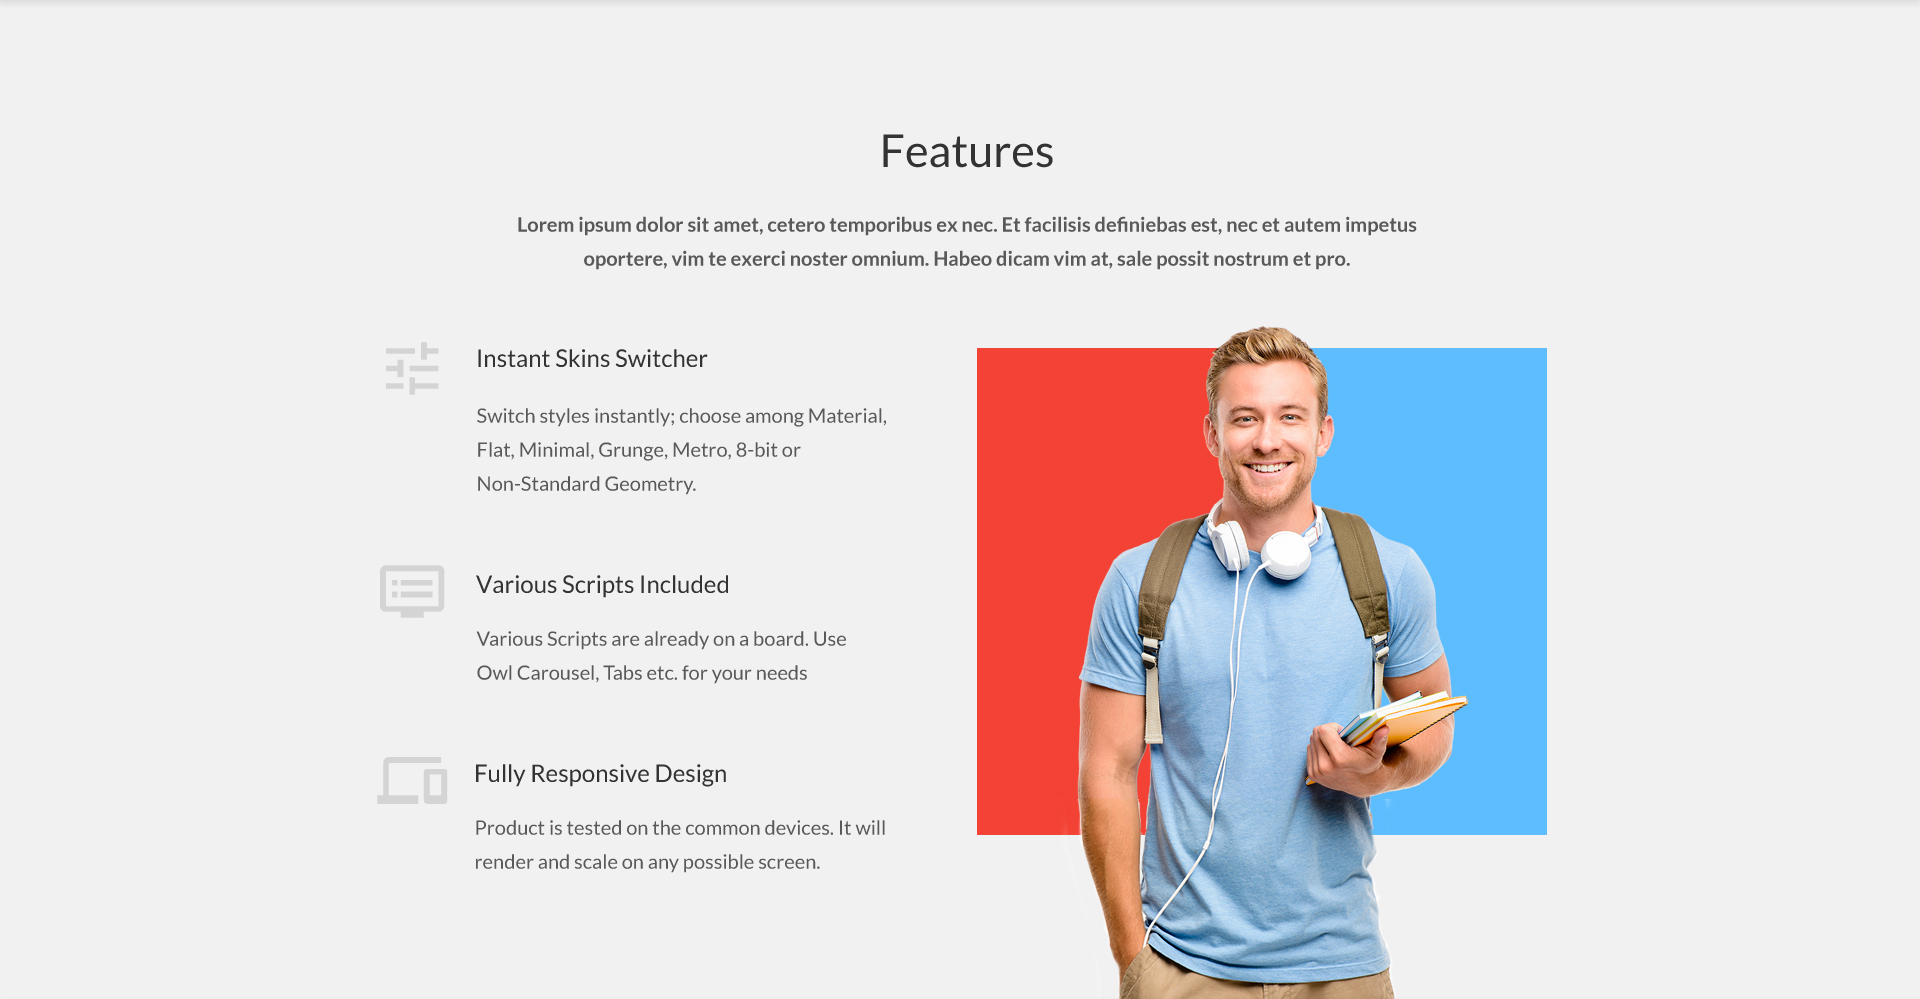 Features
Lorem ipsum dolor sit amet, cetero temporibus ex nec. Et facilisis definiebas est, nec et autem impetus
oportere, vim te exerci noster omnium. Habeo dicam vim at, sale possit nostrum et pro.
Instant Skins Switcher
Switch styles instantly; choose among Material,
Flat, Minimal, Grunge, Metro, 8-bit or
Non-Standard Geometry.
Various Scripts Included
Various Scripts are already on a board. Use
Owl Carousel, Tabs etc. for your needs
Fully Responsive Design
Product is tested on the common devices. It will
render and scale on any possible screen.